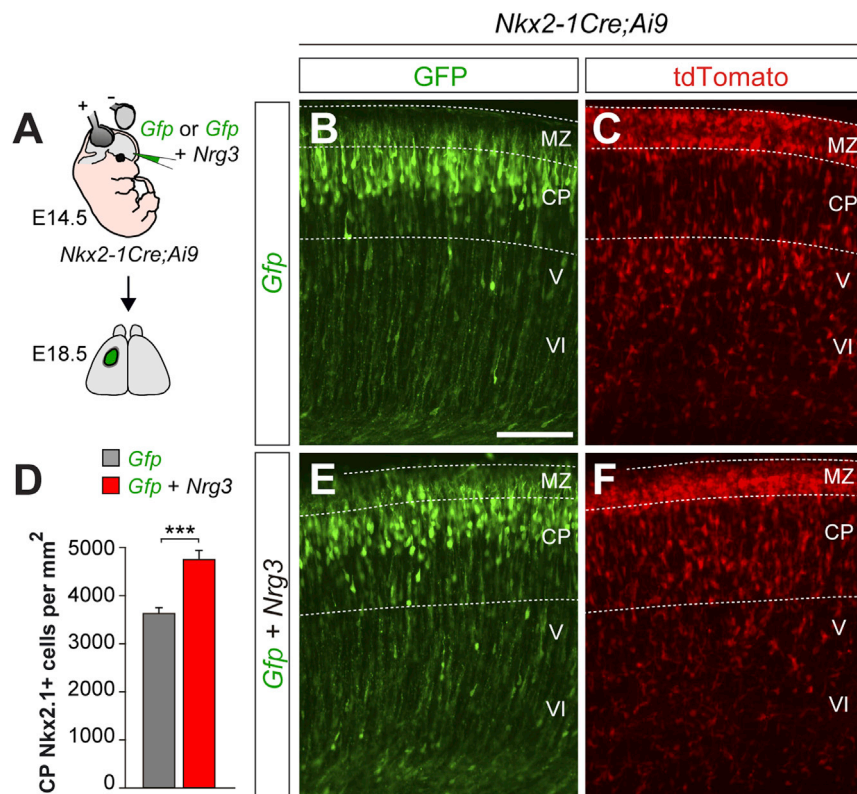 Nkx2-1Cre;Ai9
GFP
tdTomato
A
+
-
Gfp or Gfp
+ Nrg3
E14.5
Nkx2-1Cre;Ai9
E18.5
Gfp
B
MZ
CP
V
VI
C
MZ
CP
V
VI
D
Gfp
Gfp + Nrg3
***
CP Nkx2.1+ cells per mm²
5000
4000
3000
2000
1000
0
Gfp + Nrg3
E
MZ
CP
V
VI
F
MZ
CP
V
VI